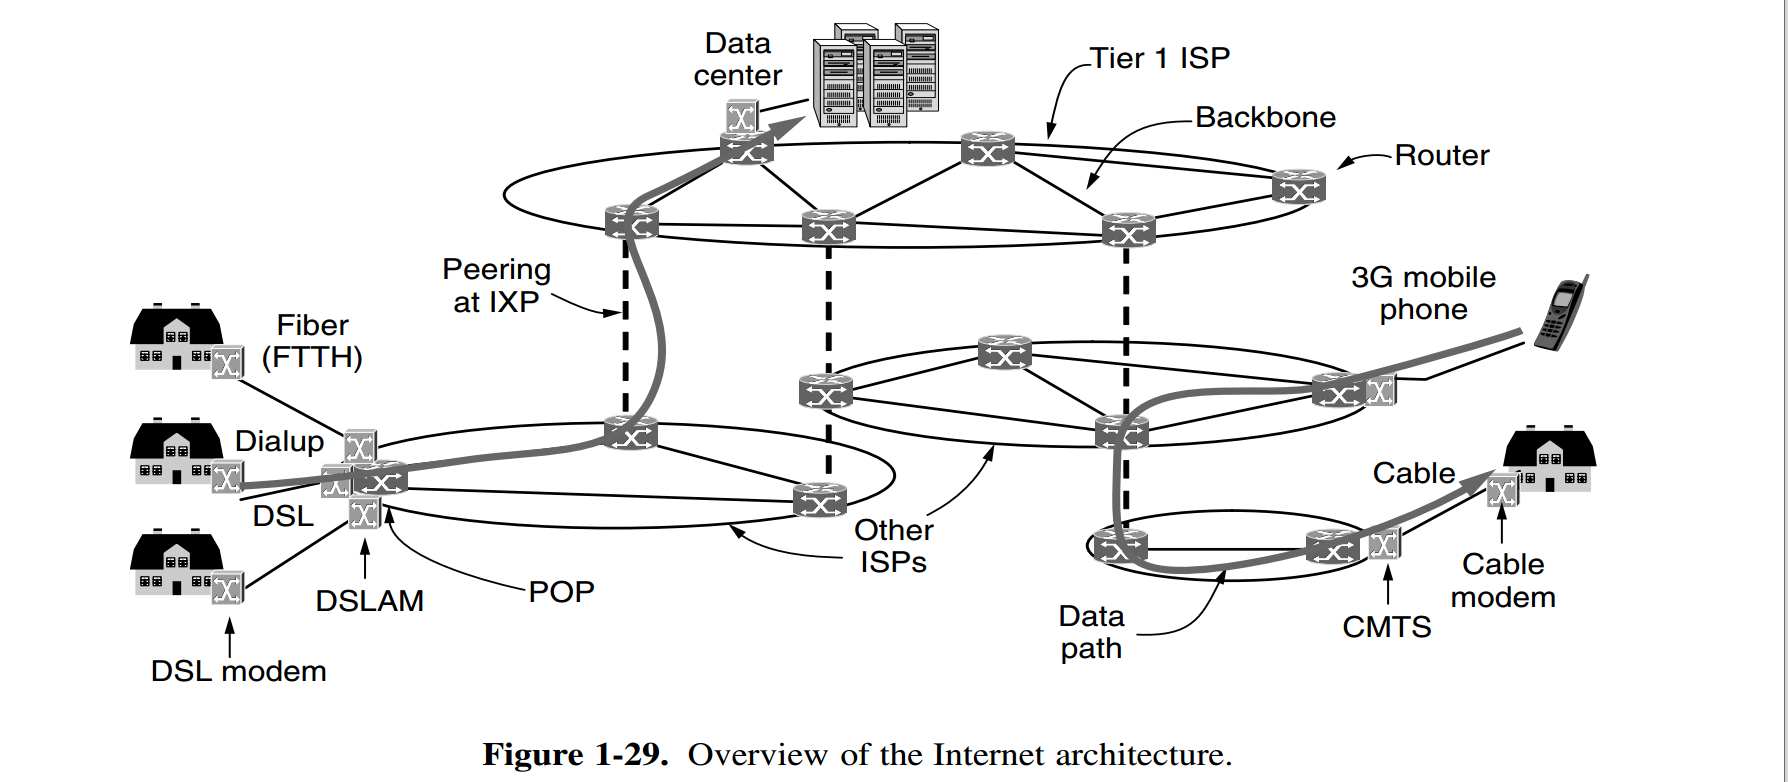 Data
center
Tier 1 ISP
Backbone
Router
Peering
at IXP
3G mobile
phone
Fiber
(FTTH)
Dialup
DSL
Cable
Other
ISPs
POP
DSLAM
DSL modem
Data
path
Cable
modem
CMTS
Figure 1-29. Overview of the Internet architecture.